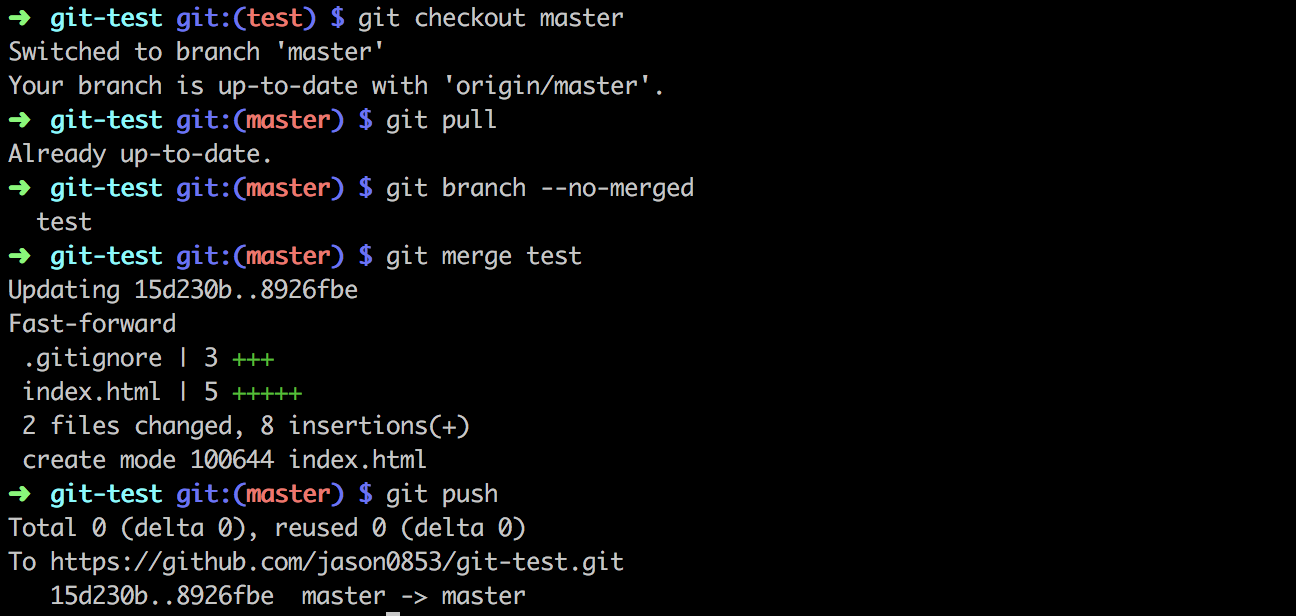 ➜ git-test git:(test) $ git checkout master
Switched to branch 'master'
Your branch is up-to-date with 'origin/master'.
➜ git-test git:(master) $ git pull
Already up-to-date.
➜ git-test git:(master) $ git branch --no-merged
test
➜ git-test git:(master) $ git merge test
Updating 15d230b..8926fbe
Fast-forward
.gitignore | 3 +++
index.html | 5 +++++
2 files changed, 8 insertions(+)
create mode 100644 index.html
➜ git-test git:(master) $ git push
Total 0 (delta 0), reused 0 (delta 0)
To https://github.com/jason0853/git-test.git
15d230b..8926fbe master -> master